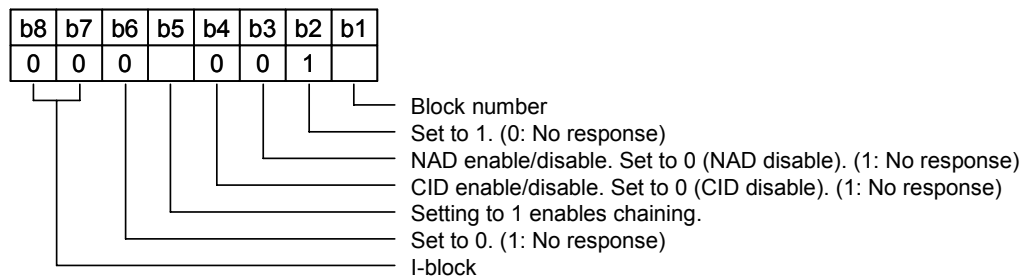 b8 b7 b6 b5 b4 b3 b2 b1
0 0 0 0 0 1
Block number
Set to 1. (0: No response)
NAD enable/disable. Set to 0 (NAD disable). (1: No response)
CID enable/disable. Set to 0 (CID disable). (1: No response)
Setting to 1 enables chaining.
Set to 0. (1: No response)
I-block